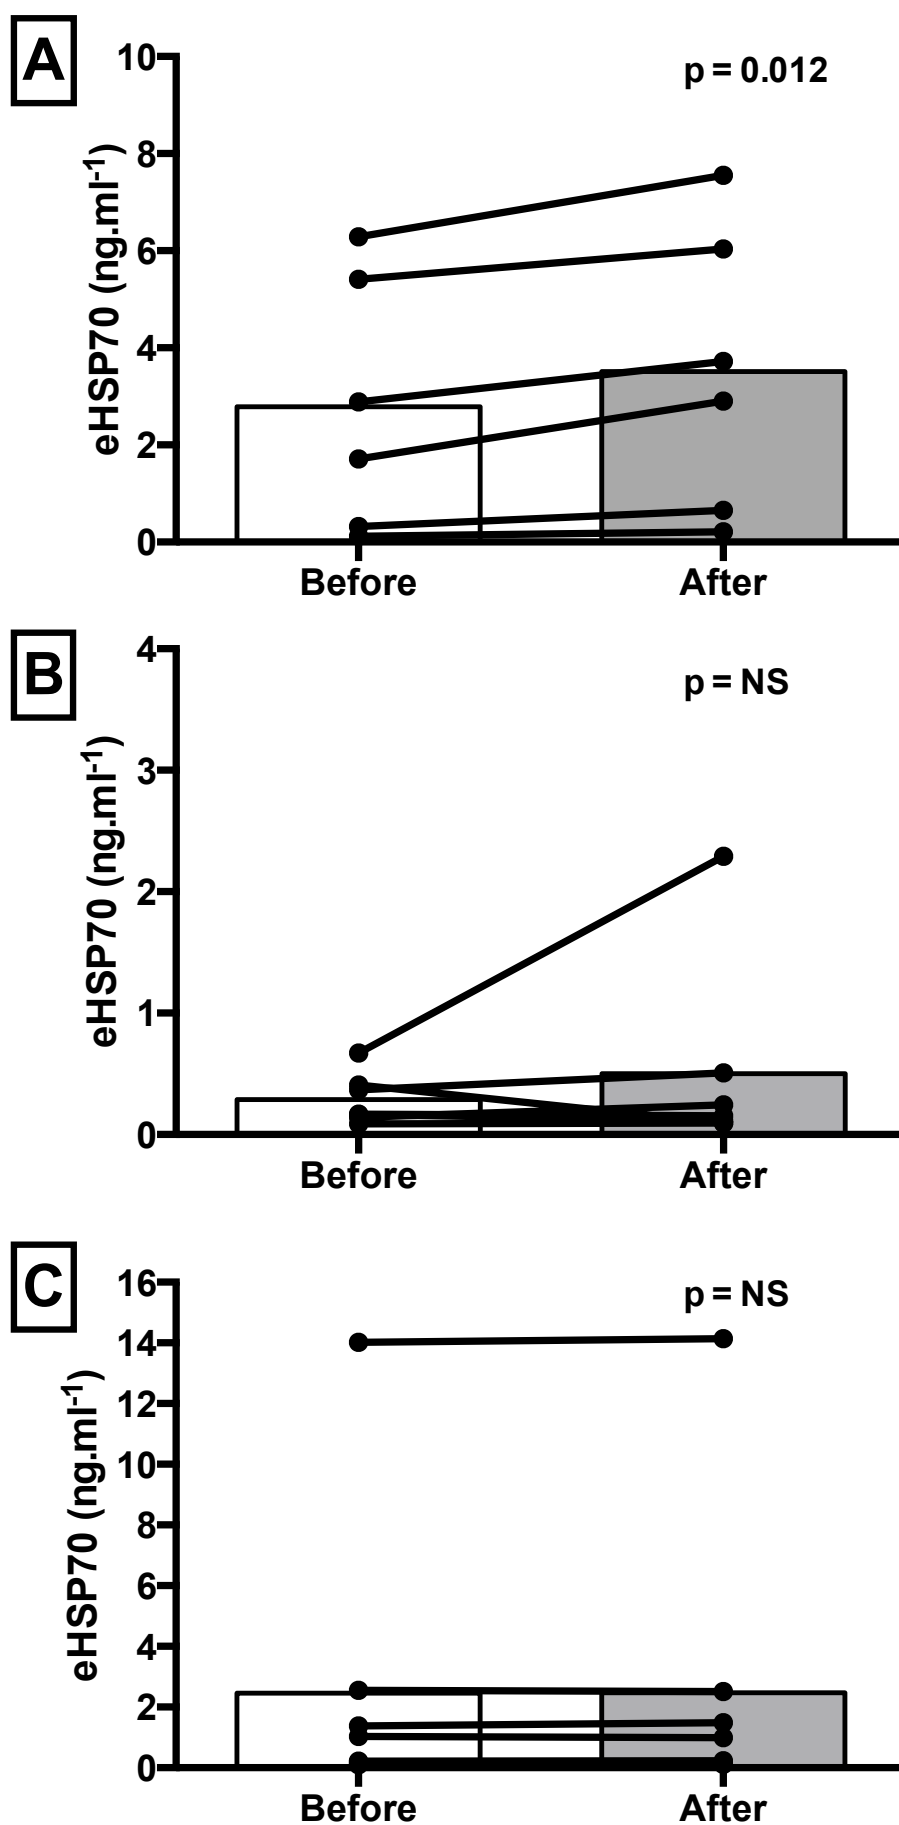 A
p = 0.012
eHSP70 (ng.ml⁻¹)
10
8
6
4
2
0
Before After
B
p = NS
eHSP70 (ng.ml⁻¹)
4
3
2
1
0
Before After
C
p = NS
eHSP70 (ng.ml⁻¹)
16
14
12
10
8
6
4
2
0
Before After